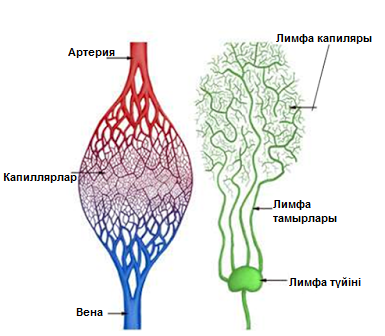 Лимфа капиляры
Артерия
Капиллярлар
Лимфа
тамырлары
Лимфа түйіні
Вена